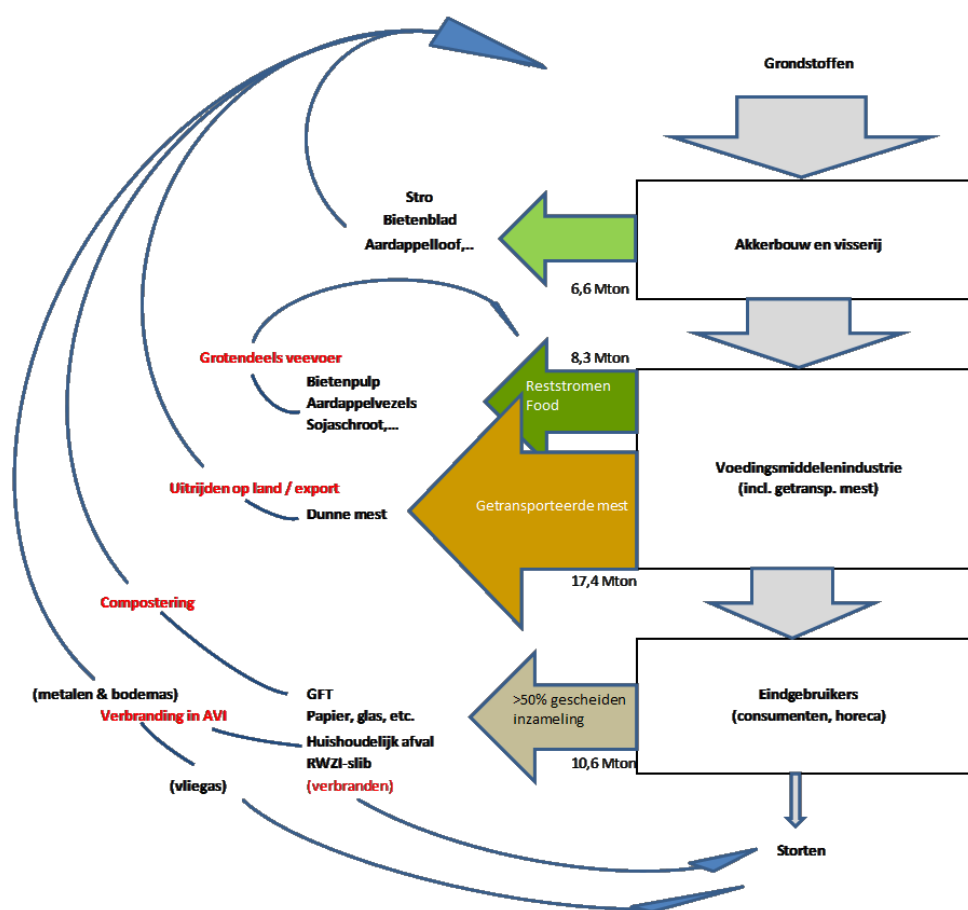 Grondstoffen
Stro
Bietenblad
Aardappelloof,..
Akkerbouw en visserij
6,6 Mton
8,3 Mton
Grotendeels veevoer
Bietenpulp
Aardappelvezels
Sojaschroot,...
Reststromen
Food
Voedingsmiddelenindustrie
(incl. getransp. mest)
Uitrijden op land / export
Dunne mest
Getransporteerde mest
17,4 Mton
Compostering
(metalen & bodemas)
Verbranding in AVI
GFT
Papier, glas, etc.
Huishoudelijk afval
RWZI-slib
(verbranden)
(vliegas)
>50% gescheiden
inzameling
Eindgebruikers
(consumenten, horeca)
10,6 Mton
Storten